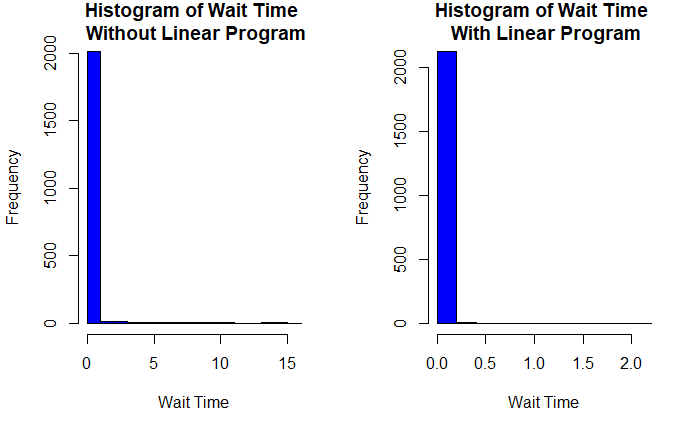 Histogram of Wait Time
Without Linear Program
Frequency
2000
1500
1000
500
0
0 5 10 15
Wait Time
Histogram of Wait Time
With Linear Program
Frequency
2000
1500
1000
500
0
0.0 0.5 1.0 1.5 2.0
Wait Time